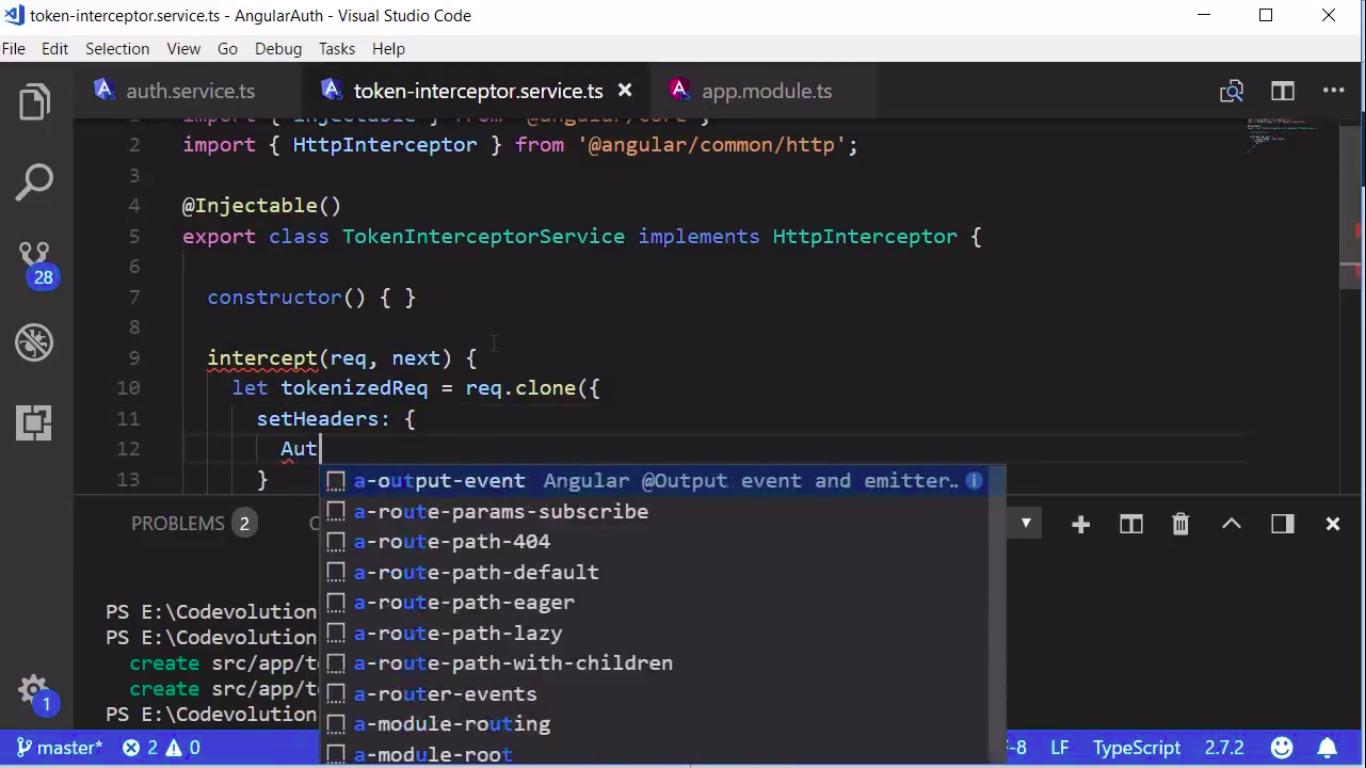 token-interceptor.service.ts - AngularAuth - Visual Studio Code
File Edit Selection View Go Debug Tasks Help
auth.service.ts token-interceptor.service.ts app.module.ts
1 import { Injectable } from '@angular/core';
2 import { HttpInterceptor } from '@angular/common/http';
3
4 @Injectable()
5 export class TokenInterceptorService implements HttpInterceptor {
6
7 constructor() { }
8
9 intercept(req, next) {
10 let tokenizedReq = req.clone({
11 setHeaders: {
12 Aut
13 }
28
a-output-event Angular @Output event and emitter..
a-route-params-subscribe
a-route-path-404
a-route-path-default
a-route-path-eager
a-route-path-lazy
a-route-path-with-children
a-router-events
a-module-routing
a-module-root
PROBLEMS 2
PS E:\Codevolution
PS E:\Codevolution
create src/app/t
create src/app/t
PS E:\Codevolution
1
master* 2 0 F-8 LF TypeScript 2.7.2